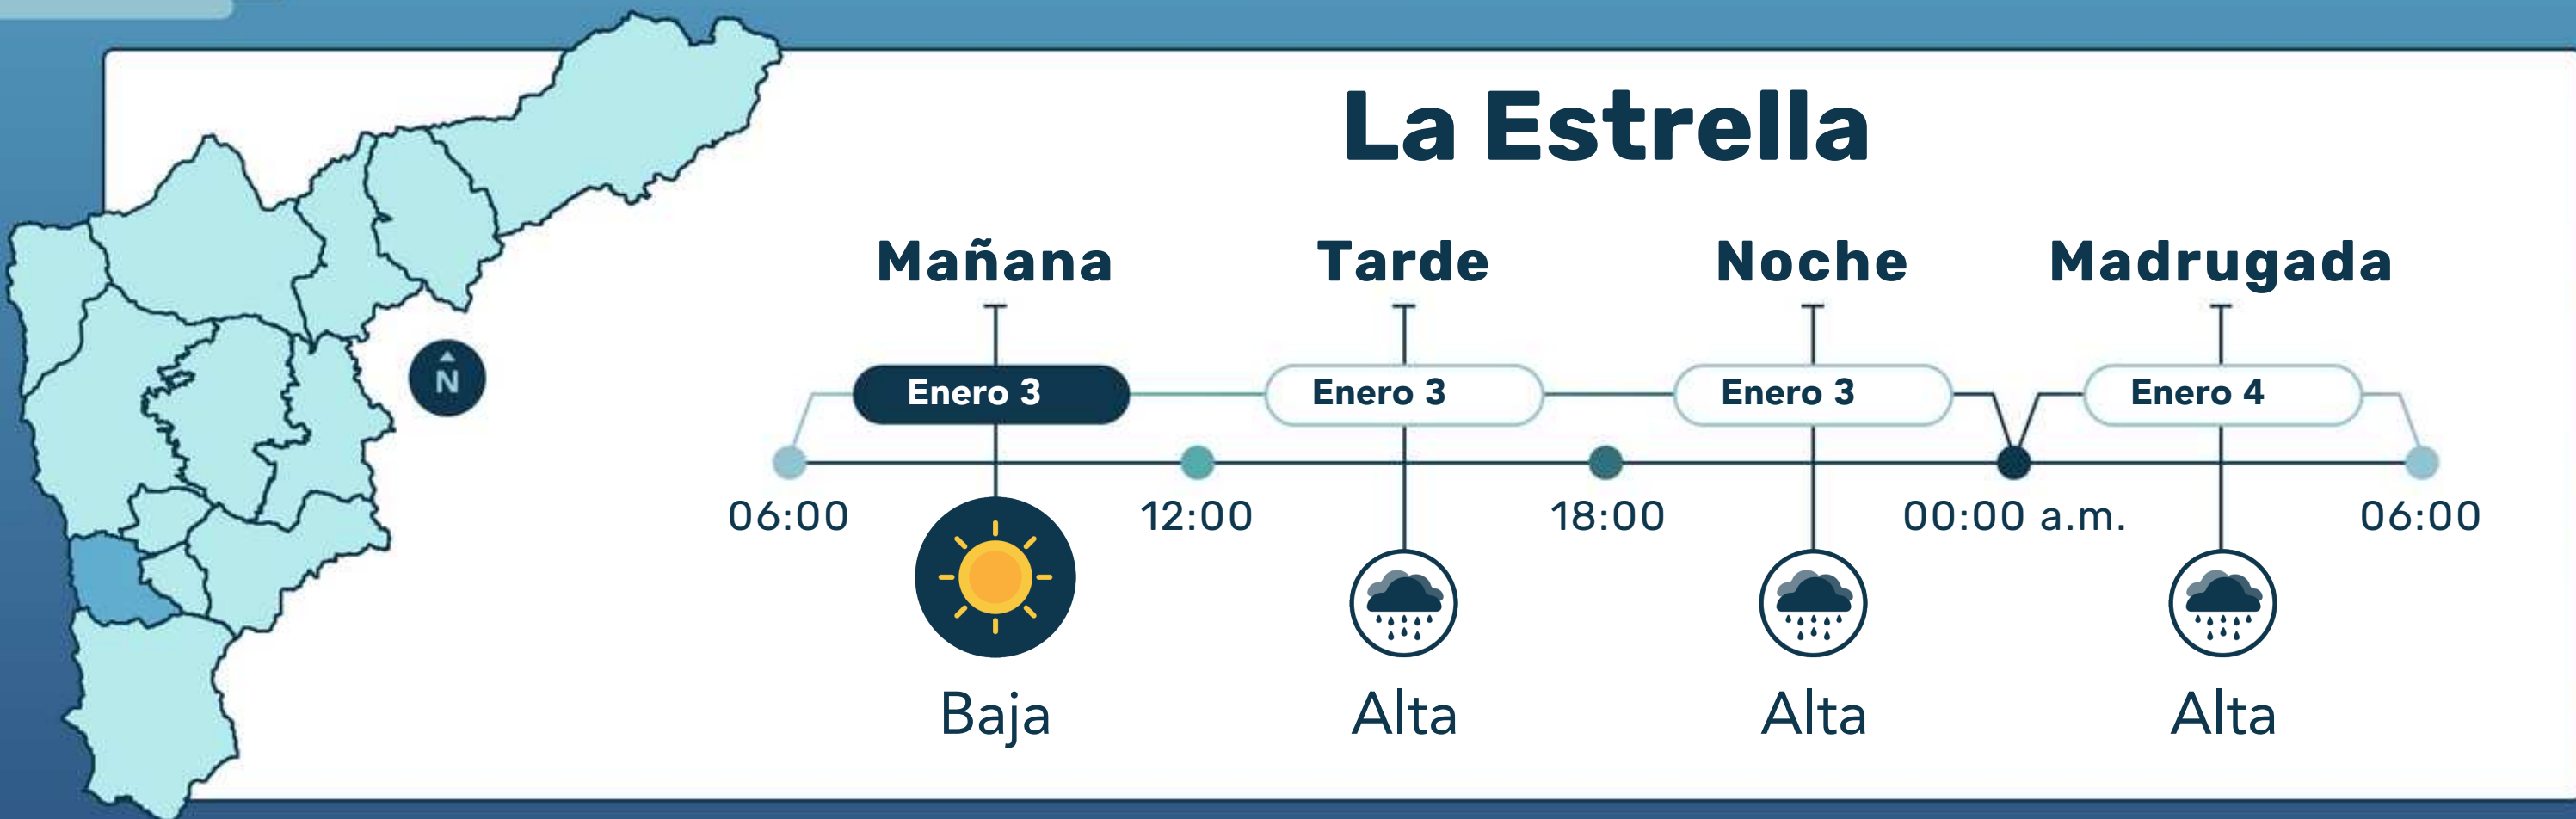 La Estrella
Mañana Tarde Noche Madrugada
N
Enero 3 Enero 3 Enero 3 Enero 4
06:00 12:00 18:00 00:00 a.m. 06:00
Baja Alta Alta Alta